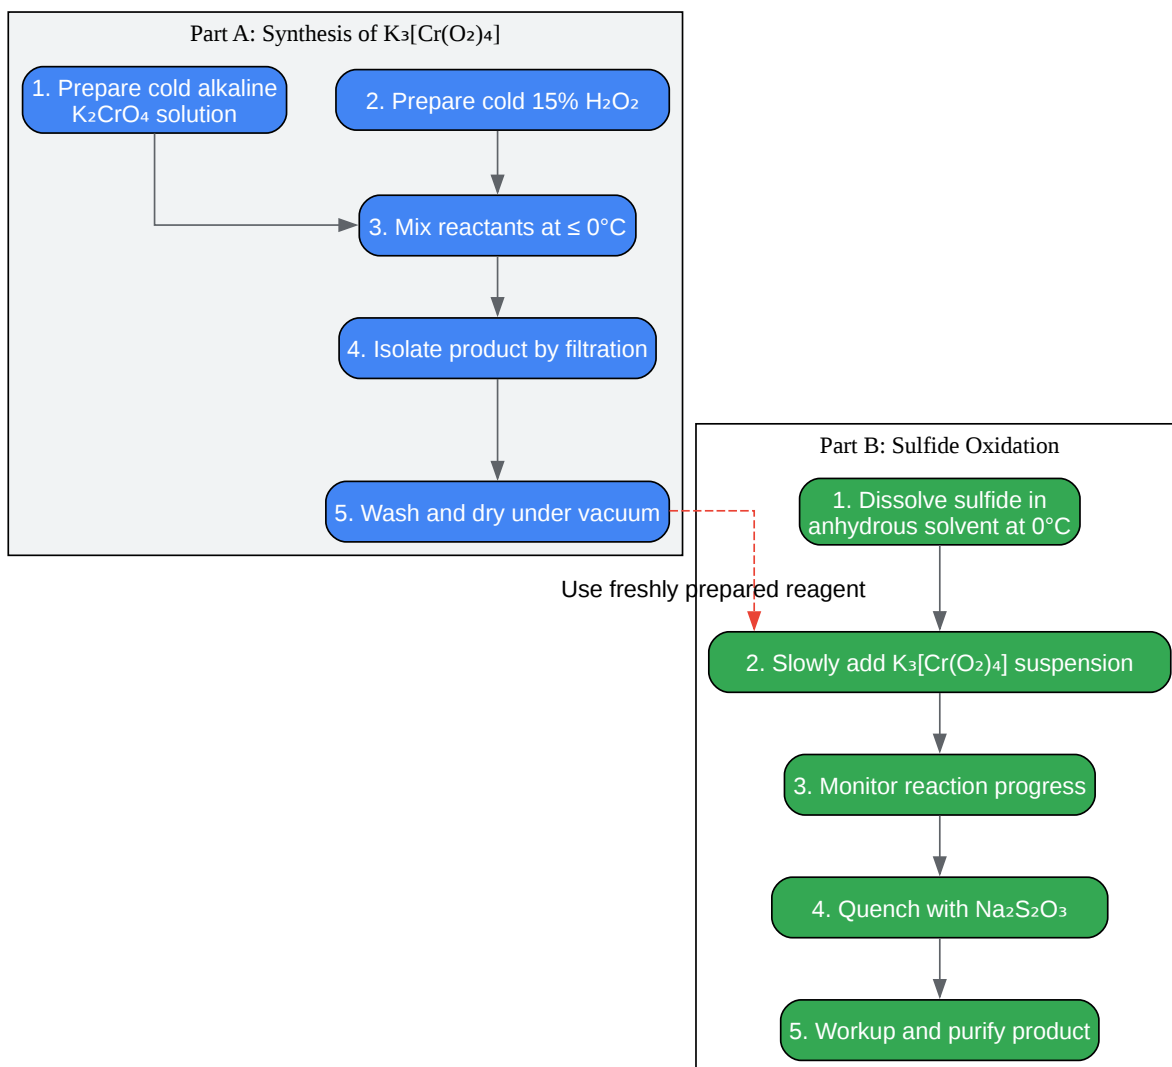 Part A: Synthesis of K₃[Cr(O₂)₄]
1. Prepare cold alkaline
K₂CrO₄ solution
2. Prepare cold 15% H₂O₂
3. Mix reactants at ≤ 0°C
4. Isolate product by filtration
5. Wash and dry under vacuum
Use freshly prepared reagent
Part B: Sulfide Oxidation
1. Dissolve sulfide in
anhydrous solvent at 0°C
2. Slowly add K₃[Cr(O₂)₄] suspension
3. Monitor reaction progress
4. Quench with Na₂S₂O₃
5. Workup and purify product